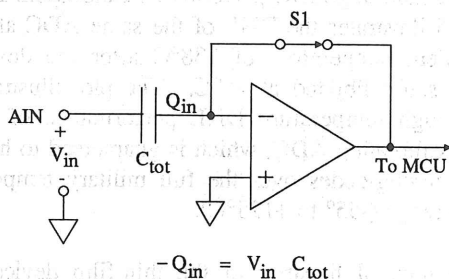 S1
AIN
Q_in
+
V_in
-
C_tot
-
+
To MCU
-Q_in = V_in C_tot